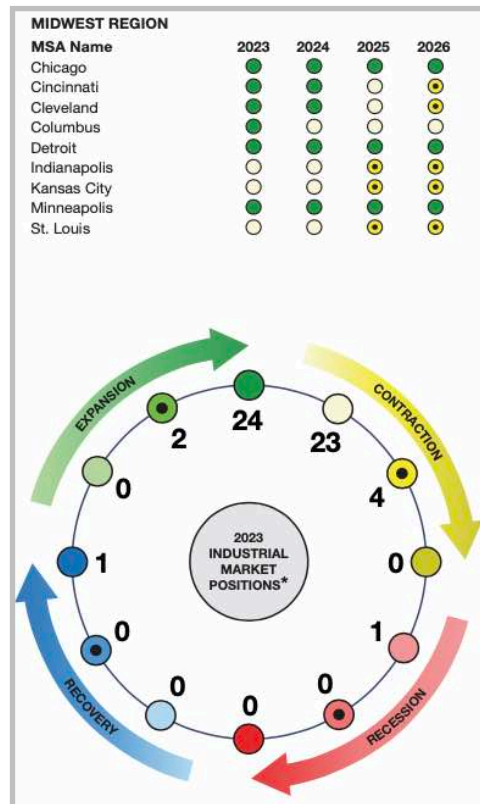 MIDWEST REGION
MSA Name 2023 2024 2025 2026
Chicago
Cincinnati
Cleveland
Columbus
Detroit
Indianapolis
Kansas City
Minneapolis
St. Louis
EXPANSION
CONTRACTION
24
2
23
0
4
2023
INDUSTRIAL
MARKET
POSITIONS*
1
0
0
1
0
0
0
RECOVERY
RECESSION